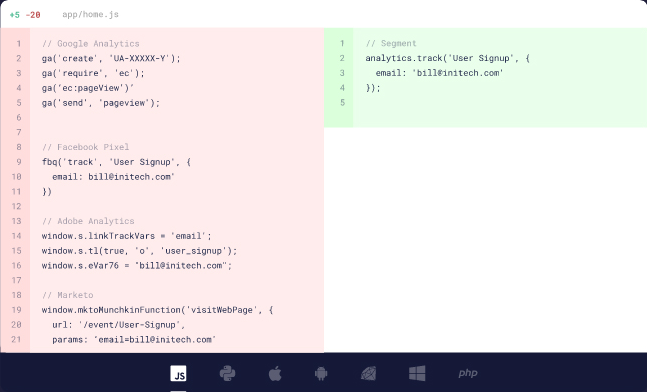 +5 -20 app/home.js
1 // Google Analytics
2 ga('create', 'UA-XXXXX-Y');
3 ga('require', 'ec');
4 ga('ec:pageView')'
5 ga('send', 'pageview');
6
7
8 // Facebook Pixel
9 fbq('track', 'User Signup', {
10 email: bill@initech.com'
11 })
12
13 // Adobe Analytics
14 window.s.linkTrackVars = 'email';
15 window.s.tl(true, 'o', 'user_signup');
16 window.s.eVar76 = "bill@initech.com";
17
18 // Marketo
19 window.mktoMunchkinFunction('visitWebPage', {
20 url: '/event/User-Signup',
21 params: 'email=bill@initech.com'
1 // Segment
2 analytics.track('User Signup', {
3 email: 'bill@initech.com'
4 });
5
JS php